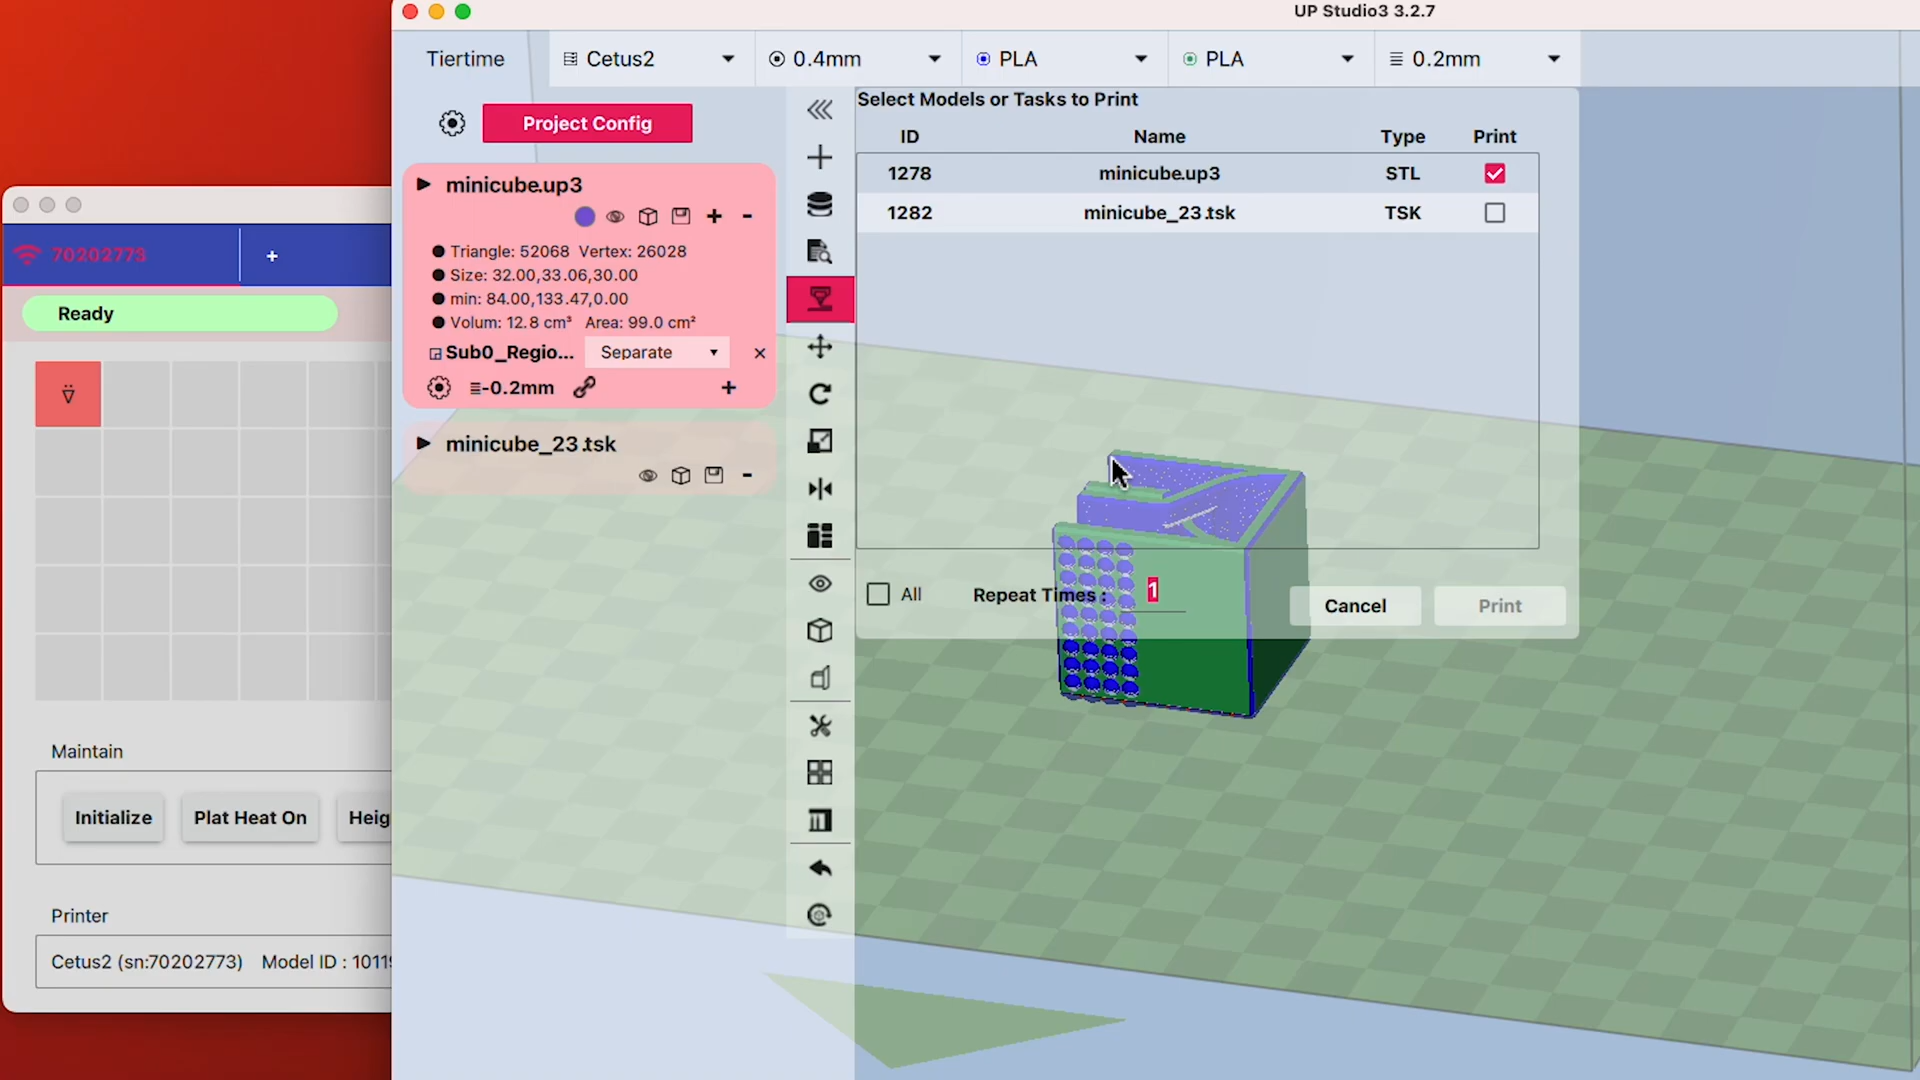 UP Studio3 3.2.7
Tiertime
Cetus2
0.4mm
PLA
PLA
0.2mm
Project Config
minicube.up3
Triangle: 52068 Vertex: 26028
Size: 32.00,33.06,30.00
min: 84.00,133.47,0.00
Volum: 12.8 cm³ Area: 99.0 cm²
Sub0_Regio...
Separate
-0.2mm
minicube_23.tsk
Select Models or Tasks to Print
ID Name Type Print
1278 minicube.up3 STL
1282 minicube_23.tsk TSK
All
Repeat Times :
1
Cancel
Print
70202773
+
Ready
Maintain
Initialize
Plat Heat On
Heig
Printer
Cetus2 (sn:70202773) Model ID : 1011